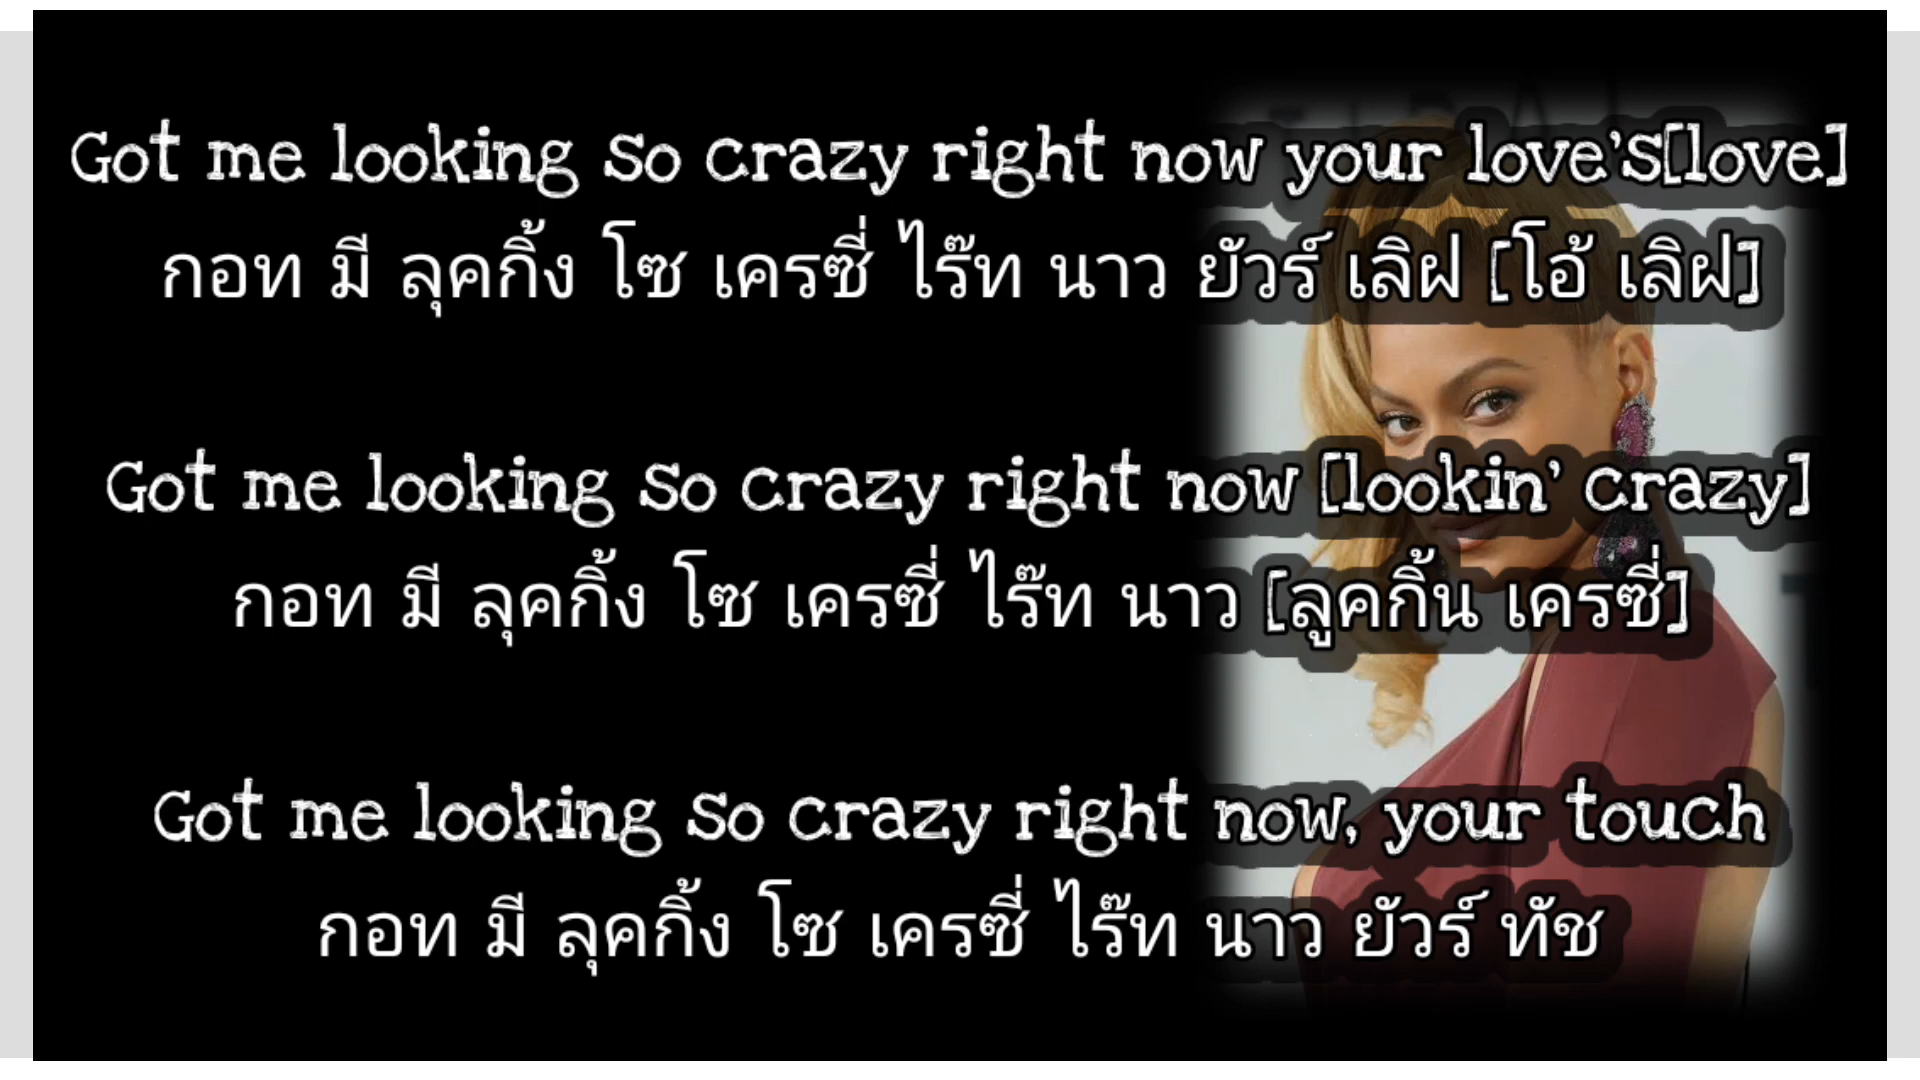 Got me looking so crazy right now your love's[love]
กอท มี ลุคกิ้ง โซ เครซี่ ไร๊ท นาว ยัวร์ เลิฝ [โอ้ เลิฝ]
Got me looking so crazy right now [lookin' crazy]
กอท มี ลุคกิ้ง โซ เครซี่ ไร๊ท นาว [ลูคกิ้น เครซี่]
Got me looking so crazy right now, your touch
กอท มี ลุคกิ้ง โซ เครซี่ ไร๊ท นาว ยัวร์ ทัช